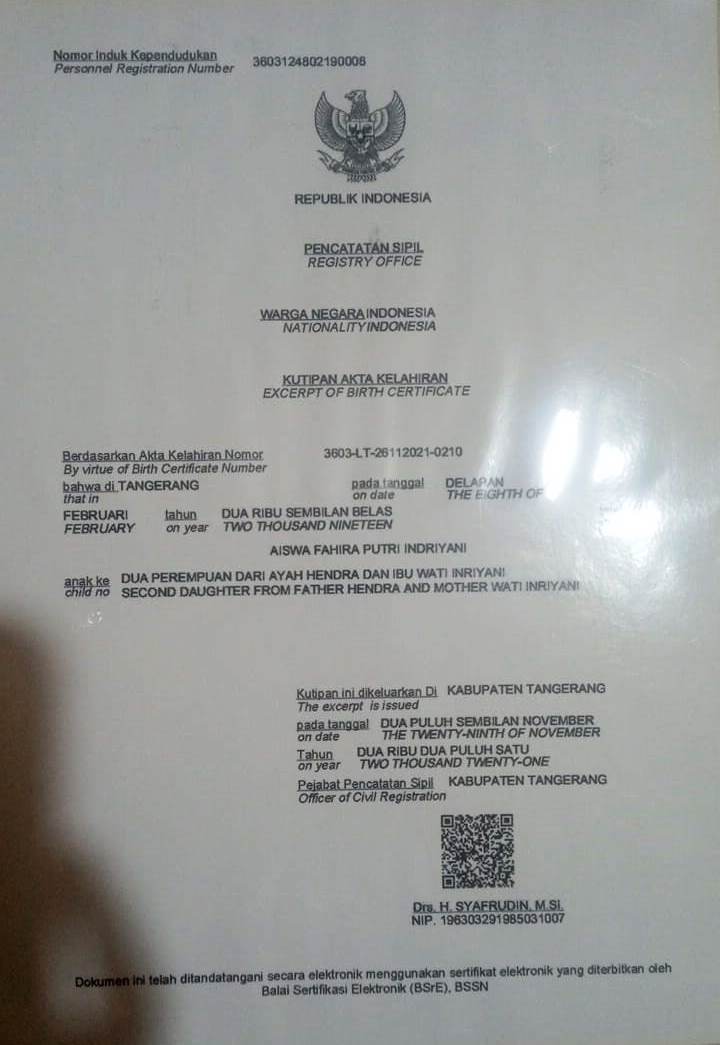 Nomor Induk Kependudukan 3603124802190006
Personnel Registration Number
REPUBLIK INDONESIA
PENCATATAN SIPIL
REGISTRY OFFICE
WARGA NEGARA INDONESIA
NATIONALITY INDONESIA
KUTIPAN AKTA KELAHIRAN
EXCERPT OF BIRTH CERTIFICATE
Berdasarkan Akta Kelahiran Nomor 3603-LT-26112021-0210
By virtue of Birth Certificate Number
bahwa di TANGERANG pada tanggal DELAPAN
that in on date THE EIGHTH OF
FEBRUARI tahun DUA RIBU SEMBILAN BELAS
FEBRUARY on year TWO THOUSAND NINETEEN
AISWA FAHIRA PUTRI INDRIYANI
anak ke DUA PEREMPUAN DARI AYAH HENDRA DAN IBU WATI INRIYANI
child no SECOND DAUGHTER FROM FATHER HENDRA AND MOTHER WATI INRIYANI
Kutipan ini dikeluarkan Di KABUPATEN TANGERANG
The excerpt is issued
pada tanggal DUA PULUH SEMBILAN NOVEMBER
on date THE TWENTY-NINTH OF NOVEMBER
Tahun DUA RIBU DUA PULUH SATU
on year TWO THOUSAND TWENTY-ONE
Pejabat Pencatatan Sipil KABUPATEN TANGERANG
Officer of Civil Registration
Drs. H. SYAFRUDIN, M.SI.
NIP. 196303291985031007
Dokumen ini telah ditandatangani secara elektronik menggunakan sertifikat elektronik yang diterbitkan oleh
Balai Sertifikasi Elektronik (BSrE), BSSN